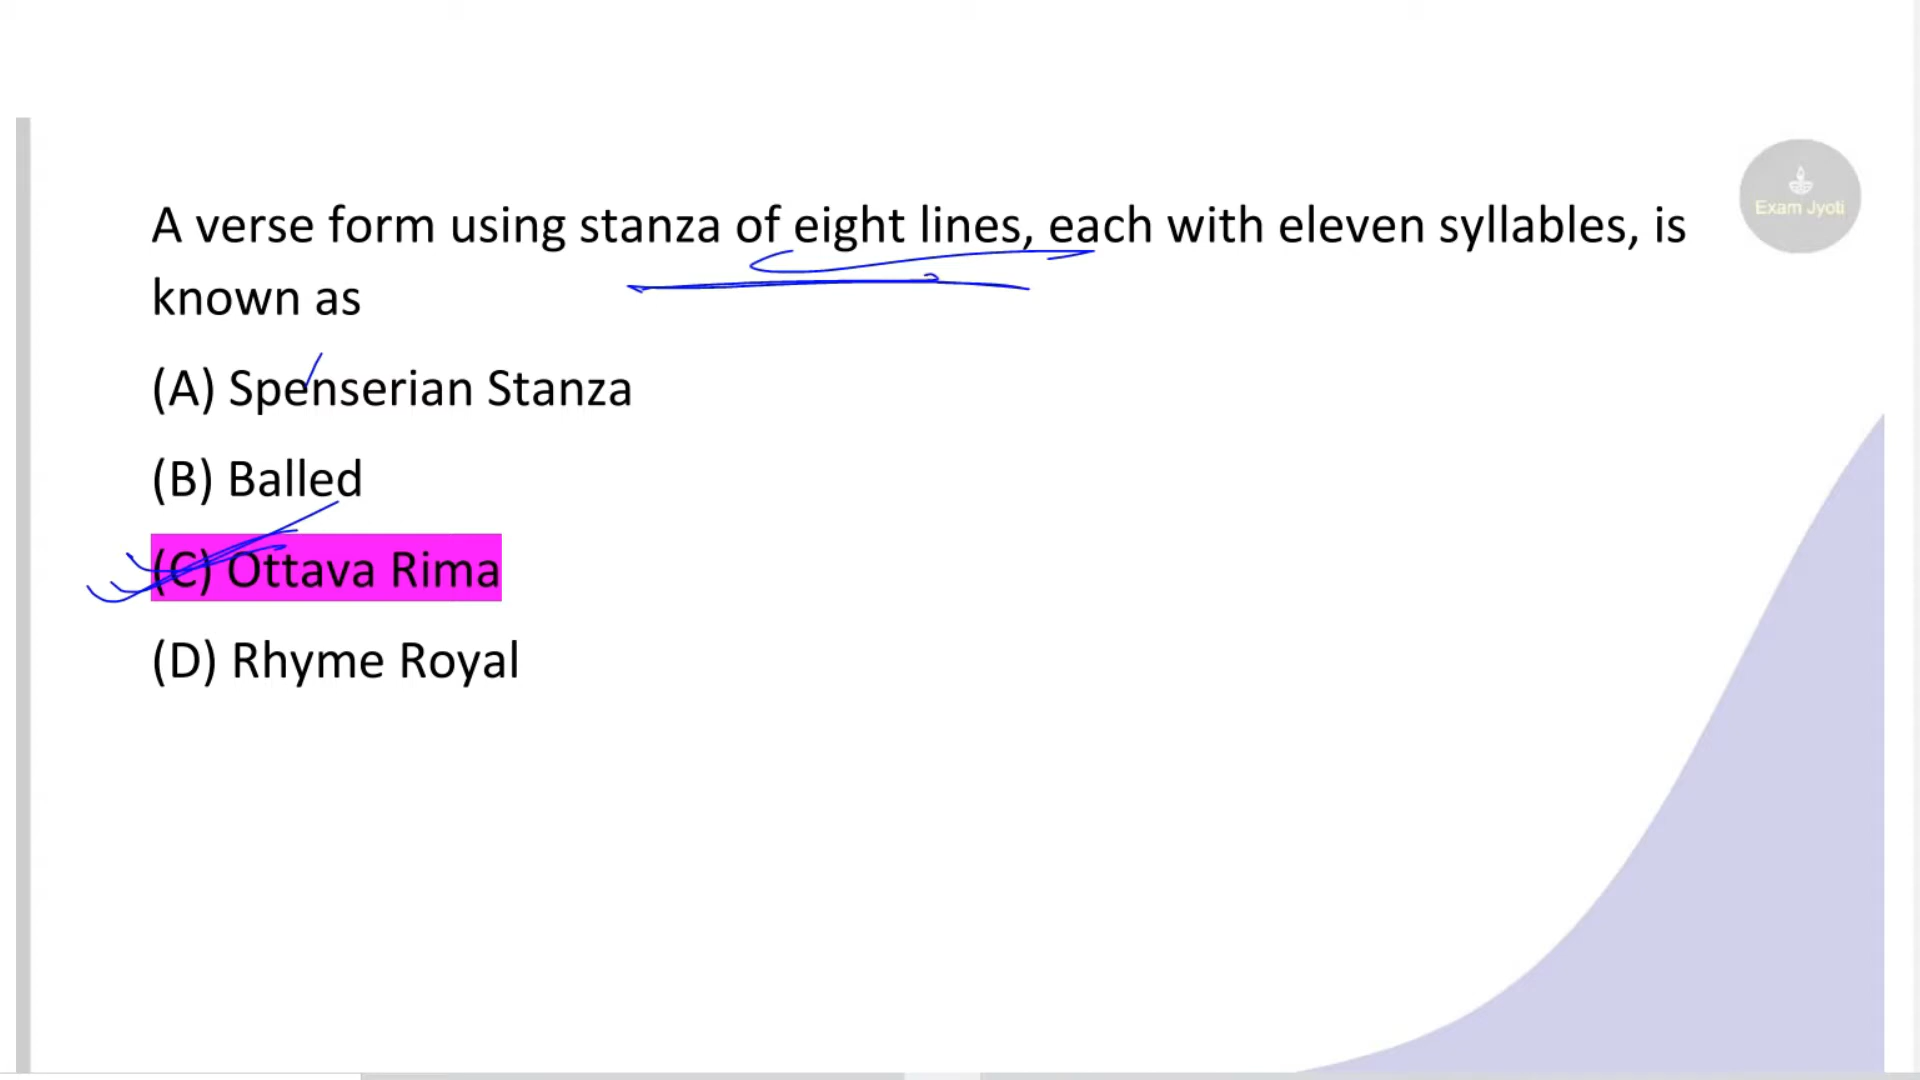 Exam Jyoti
A verse form using stanza of eight lines, each with eleven syllables, is
known as
(A) Spenserian Stanza
(B) Balled
(C) Ottava Rima
(D) Rhyme Royal